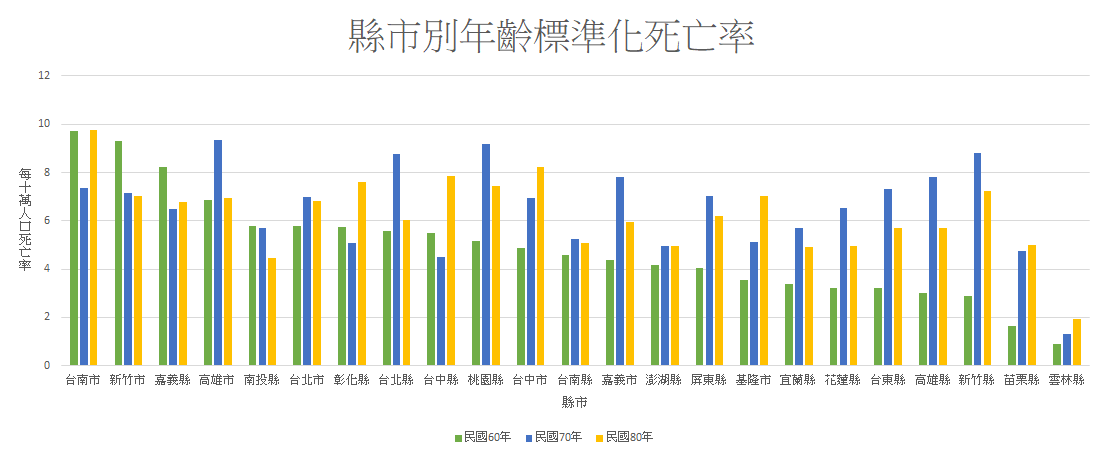 縣市別年齡標準化死亡率
12
10
8
6
4
2
0
每十萬人口死亡率
台南市 新竹市 嘉義縣 高雄市 南投縣 台北市 彰化縣 台北縣 台中縣 桃園縣 台中市 台南縣 嘉義市 澎湖縣 屏東縣 基隆市 宜蘭縣 花蓮縣 台東縣 高雄縣 新竹縣 苗栗縣 雲林縣
縣市
民國60年 民國70年 民國80年